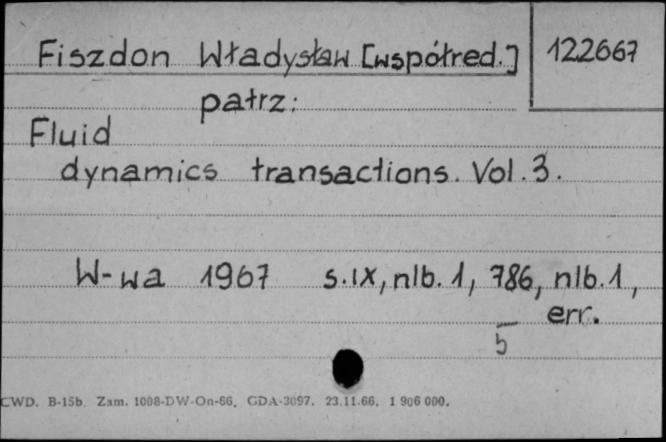 Fiszdon Władysław [współred.] 122667
patrz:
Fluid
dynamics transactions. Vol. 3.
W-wa 1967 s.IX, nlb. 1, 786, nlb. 1,
err.
5
CWD. B-15b. Zam. 1008-DW-On-66. GDA-3097. 23.11.66. 1 906 000.